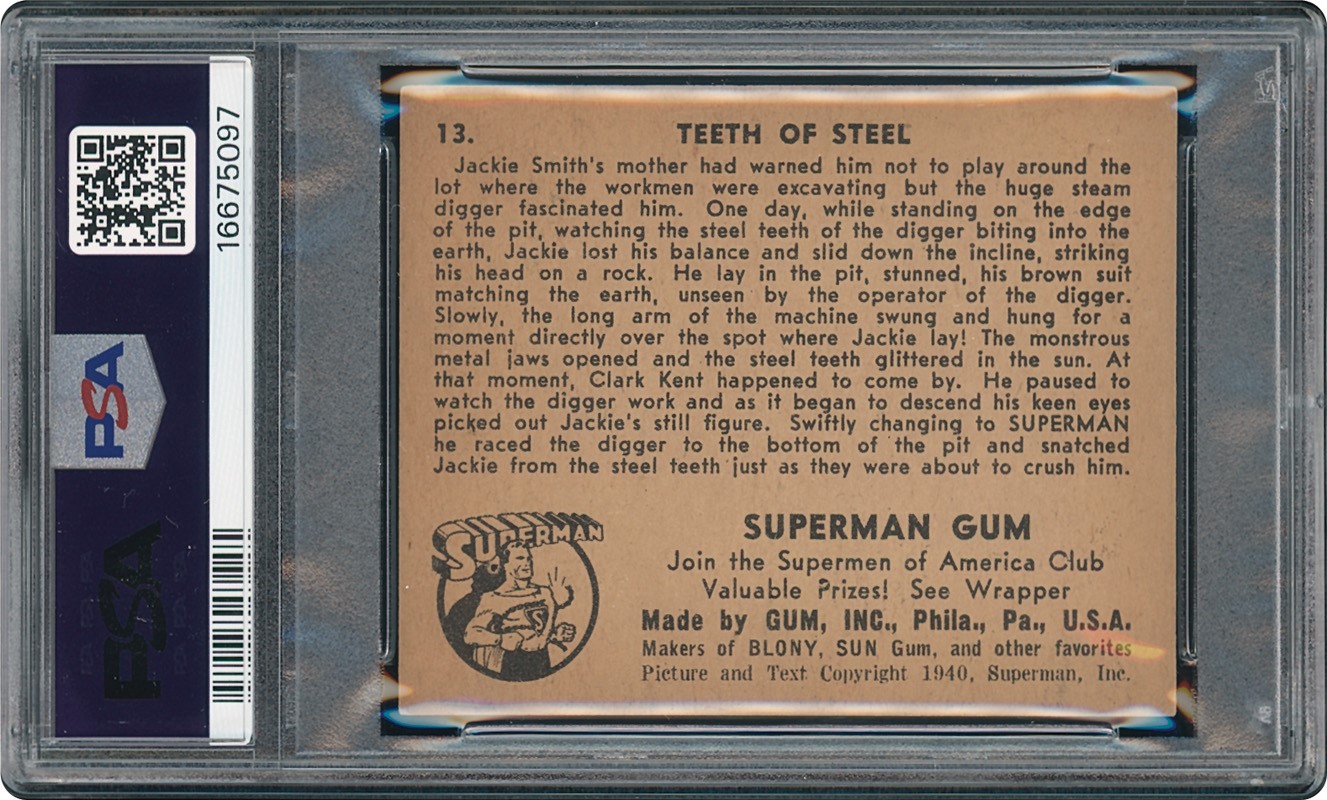 16675097
PSA
PSA
13. TEETH OF STEEL
Jackie Smith's mother had warned him not to play around the
lot where the workmen were excavating but the huge steam
digger fascinated him. One day, while standing on the edge
of the pit, watching the steel teeth of the digger biting into the
earth, Jackie lost his balance and slid down the incline, striking
his head on a rock. He lay in the pit, stunned, his brown suit
matching the earth, unseen by the operator of the digger.
Slowly, the long arm of the machine swung and hung for a
moment directly over the spot where Jackie lay! The monstrous
metal jaws opened and the steel teeth glittered in the sun. At
that moment, Clark Kent happened to come by. He paused to
watch the digger work and as it began to descend his keen eyes
picked out Jackie's still figure. Swiftly changing to SUPERMAN
he raced the digger to the bottom of the pit and snatched
Jackie from the steel teeth just as they were about to crush him.
SUPERMAN
S
SUPERMAN GUM
Join the Supermen of America Club
Valuable Prizes! See Wrapper
Made by GUM, INC., Phila., Pa., U.S.A.
Makers of BLONY, SUN Gum, and other favorites
Picture and Text Copyright 1940, Superman, Inc.